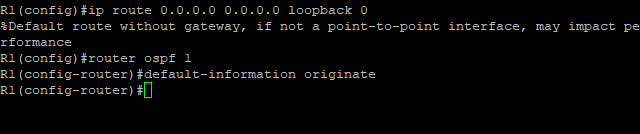 R1(config)#ip route 0.0.0.0 0.0.0.0 loopback 0
%Default route without gateway, if not a point-to-point interface, may impact pe
rformance
R1(config)#router ospf 1
R1(config-router)#default-information originate
R1(config-router)#